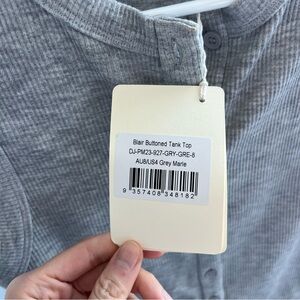 Blair Buttoned Tank Top
DJ-PM23-927-GRY-GRE-8
AU8/US4 Grey Marle
9 357408 348182